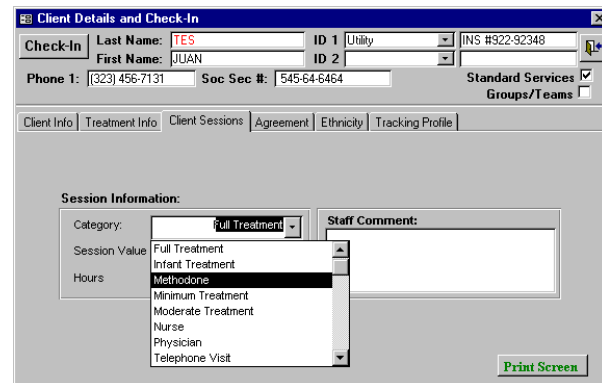 Client Details and Check-In
Check-In Last Name: TES ID 1 Utility INS #922-92348
First Name: JUAN ID 2
Phone 1: (323) 456-7131 Soc Sec #: 545-64-6464 Standard Services
Groups/Teams
Client Info Treatment Info Client Sessions Agreement Ethnicity Tracking Profile
Session Information:
Category: Full Treatment Staff Comment:
Session Value Full Treatment
Infant Treatment
Hours Methodone
Minimum Treatment
Moderate Treatment
Nurse
Physician
Telephone Visit
Print Screen